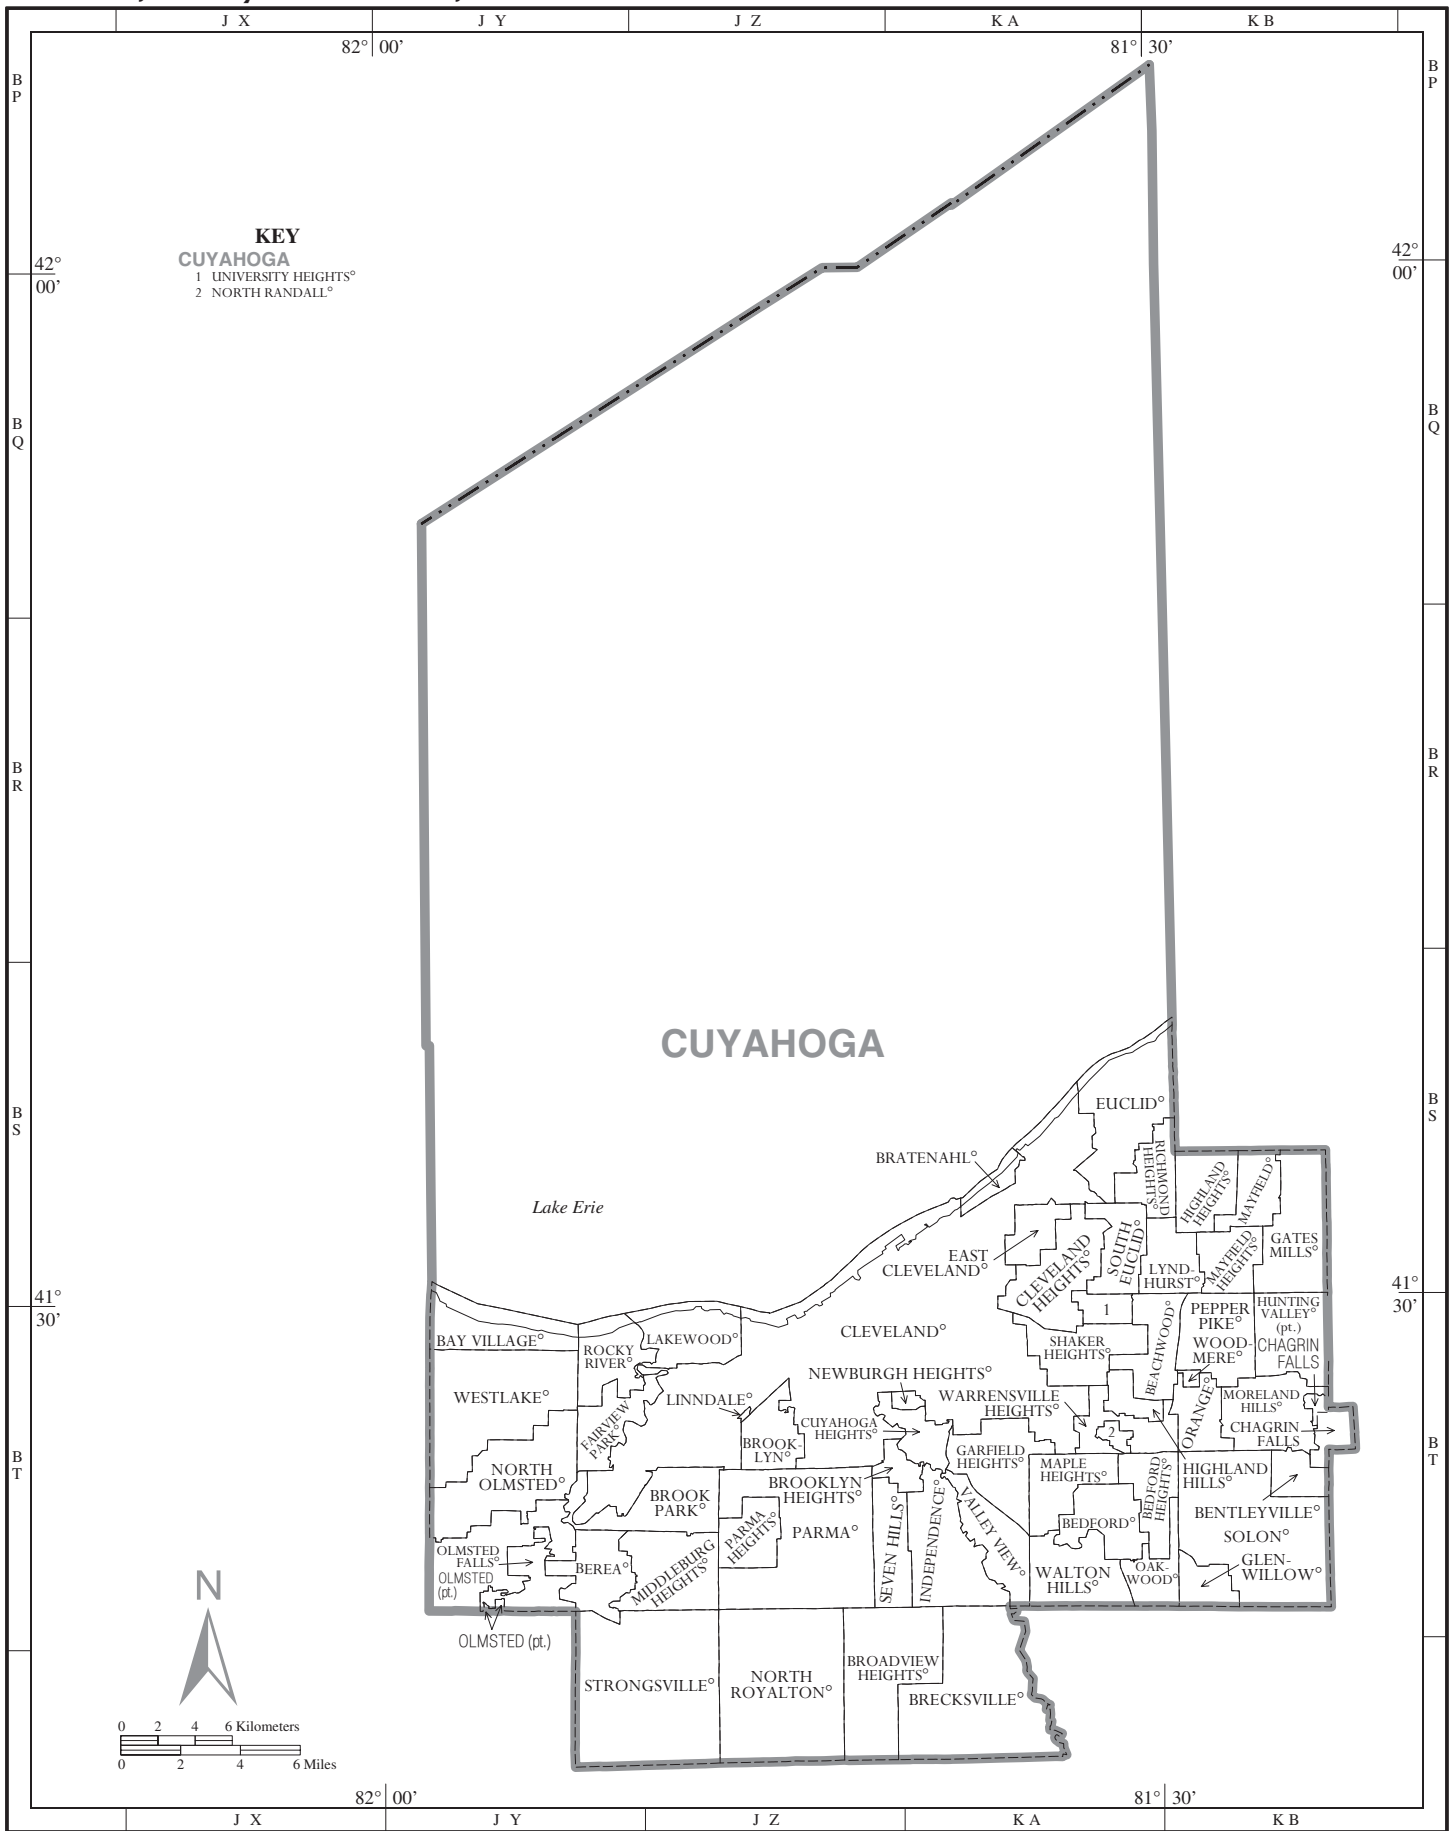 J X
J Y
J Z
K A
K B
82° 00'
81° 30'
B P
B P
KEY
CUYAHOGA
1 UNIVERSITY HEIGHTS°
2 NORTH RANDALL°
42° 00'
42° 00'
B Q
B Q
B R
B R
CUYAHOGA
B S
B S
EUCLID°
BRATENAHL°
RICHMOND HEIGHTS°
HIGHLAND HEIGHTS°
MAYFIELD°
Lake Erie
EAST
CLEVELAND°
CLEVELAND HEIGHTS°
SOUTH EUCLID°
LYND-
HURST°
MAYFIELD HEIGHTS°
GATES
MILLS°
41° 30'
41° 30'
BAY VILLAGE°
ROCKY
RIVER°
LAKEWOOD°
CLEVELAND°
1
SHAKER
HEIGHTS°
BEACHWOOD°
PEPPER
PIKE°
WOOD-
MERE°
HUNTING
VALLEY°
(pt.)
CHAGRIN
FALLS
WESTLAKE°
FAIRVIEW PARK°
LINNDALE°
NEWBURGH HEIGHTS°
WARRENSVILLE
HEIGHTS°
CUYAHOGA
HEIGHTS°
ORANGE°
MORELAND
HILLS°
CHAGRIN
FALLS
2
BROOK-
LYN°
GARFIELD
HEIGHTS°
MAPLE
HEIGHTS°
BEDFORD HEIGHTS°
HIGHLAND
HILLS°
B T
B T
NORTH
OLMSTED°
BROOK
PARK°
BROOKLYN
HEIGHTS°
PARMA HEIGHTS°
PARMA°
SEVEN HILLS°
INDEPENDENCE°
VALLEY VIEW°
BEDFORD°
BENTLEYVILLE°
SOLON°
OLMSTED
FALLS°
OLMSTED
(pt.)
BEREA°
MIDDLEBURG HEIGHTS°
WALTON
HILLS°
OAK-
WOOD°
GLEN-
WILLOW°
N
OLMSTED (pt.)
STRONGSVILLE°
NORTH
ROYALTON°
BROADVIEW
HEIGHTS°
BRECKSVILLE°
0 2 4 6 Kilometers
0 2 4 6 Miles
82° 00'
81° 30'
J X
J Y
J Z
K A
K B